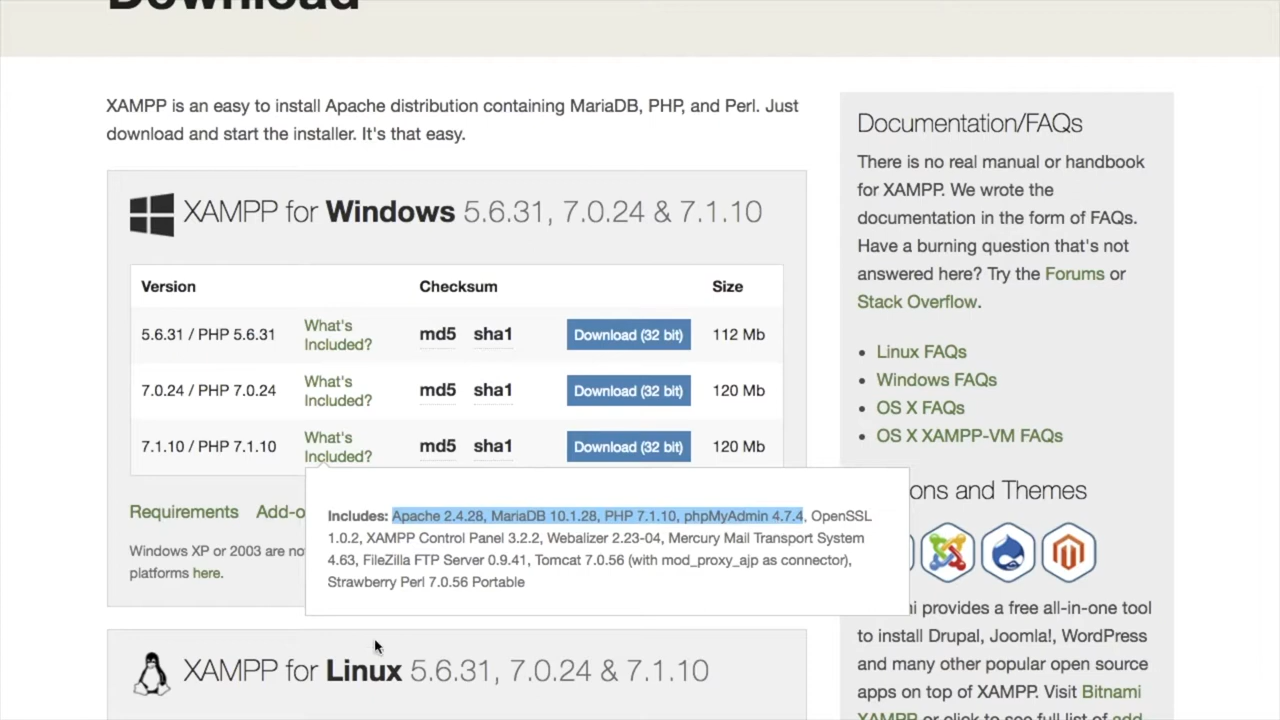 Download
XAMPP is an easy to install Apache distribution containing MariaDB, PHP, and Perl. Just
download and start the installer. It's that easy.
XAMPP for Windows 5.6.31, 7.0.24 & 7.1.10
Version Checksum Size
5.6.31 / PHP 5.6.31 What's Included? md5 sha1 Download (32 bit) 112 Mb
7.0.24 / PHP 7.0.24 What's Included? md5 sha1 Download (32 bit) 120 Mb
7.1.10 / PHP 7.1.10 What's Included? md5 sha1 Download (32 bit) 120 Mb
Includes: Apache 2.4.28, MariaDB 10.1.28, PHP 7.1.10, phpMyAdmin 4.7.4, OpenSSL
1.0.2, XAMPP Control Panel 3.2.2, Webalizer 2.23-04, Mercury Mail Transport System
4.63, FileZilla FTP Server 0.9.41, Tomcat 7.0.56 (with mod_proxy_ajp as connector),
Strawberry Perl 7.0.56 Portable
Requirements Add-o
Windows XP or 2003 are no
platforms here.
XAMPP for Linux 5.6.31, 7.0.24 & 7.1.10
Documentation/FAQs
There is no real manual or handbook
for XAMPP. We wrote the
documentation in the form of FAQs.
Have a burning question that's not
answered here? Try the Forums or
Stack Overflow.
• Linux FAQs
• Windows FAQs
• OS X FAQs
• OS X XAMPP-VM FAQs
ons and Themes
ni provides a free all-in-one tool
to install Drupal, Joomla!, WordPress
and many other popular open source
apps on top of XAMPP. Visit Bitnami
XAMPP or click to see full list of add